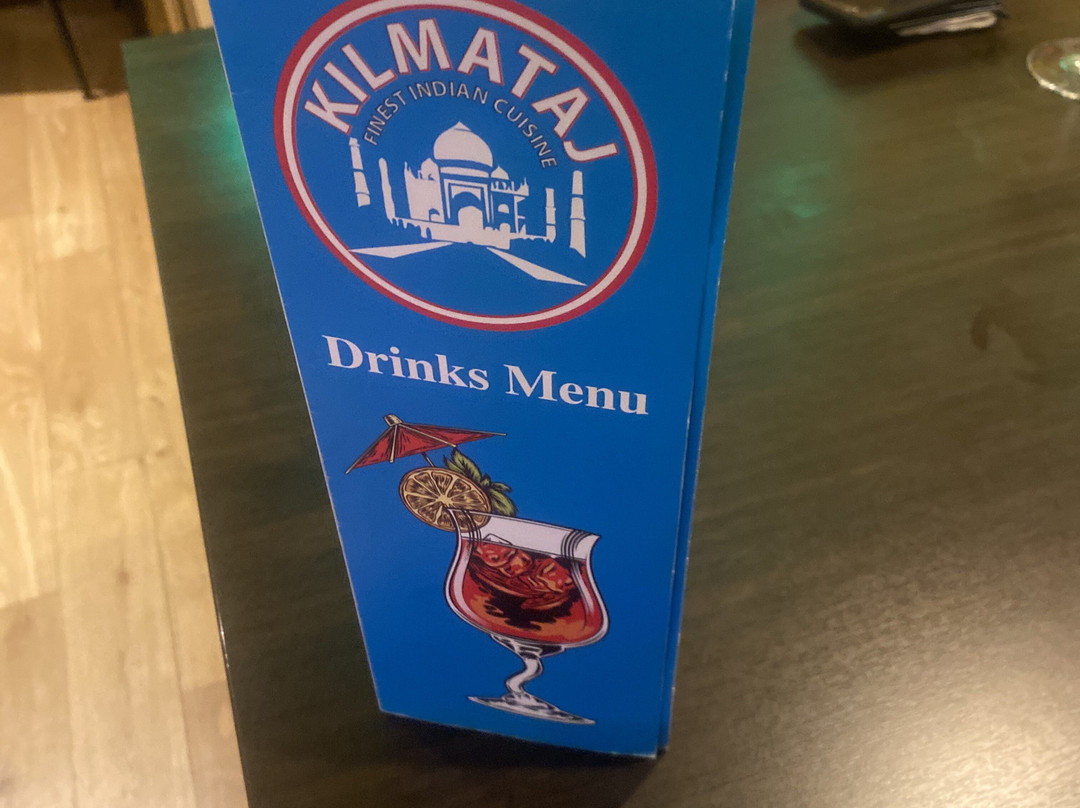 KILMATAJ
FINEST INDIAN CUISINE
Drinks Menu